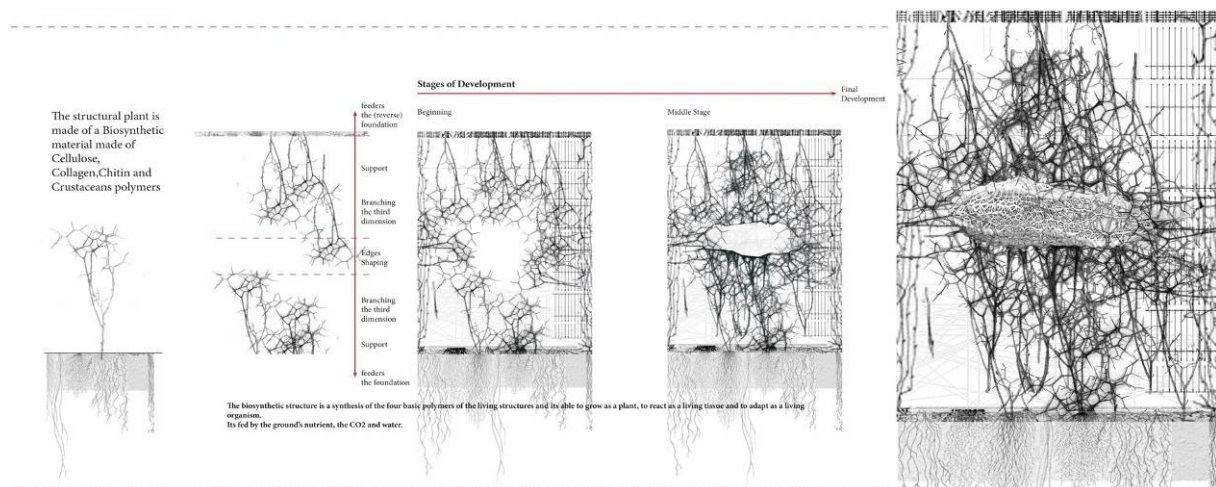 The structural plant is
made of a Biosynthetic
material made of
Cellulose,
Collagen,Chitin and
Crustaceans polymers
feeders
the (reverse)
foundation
Support
Branching
the third
dimension
Edges
Shaping
Branching
the third
dimension
Support
feeders
the foundation
Stages of Development
Beginning
Middle Stage
Final
Development
The biosynthetic structure is a synthesis of the four basic polymers of the living structures and its able to grow as a plant, to react as a living tissue and to adapt as a living
organism.
Its fed by the ground's nutrient, the CO2 and water.